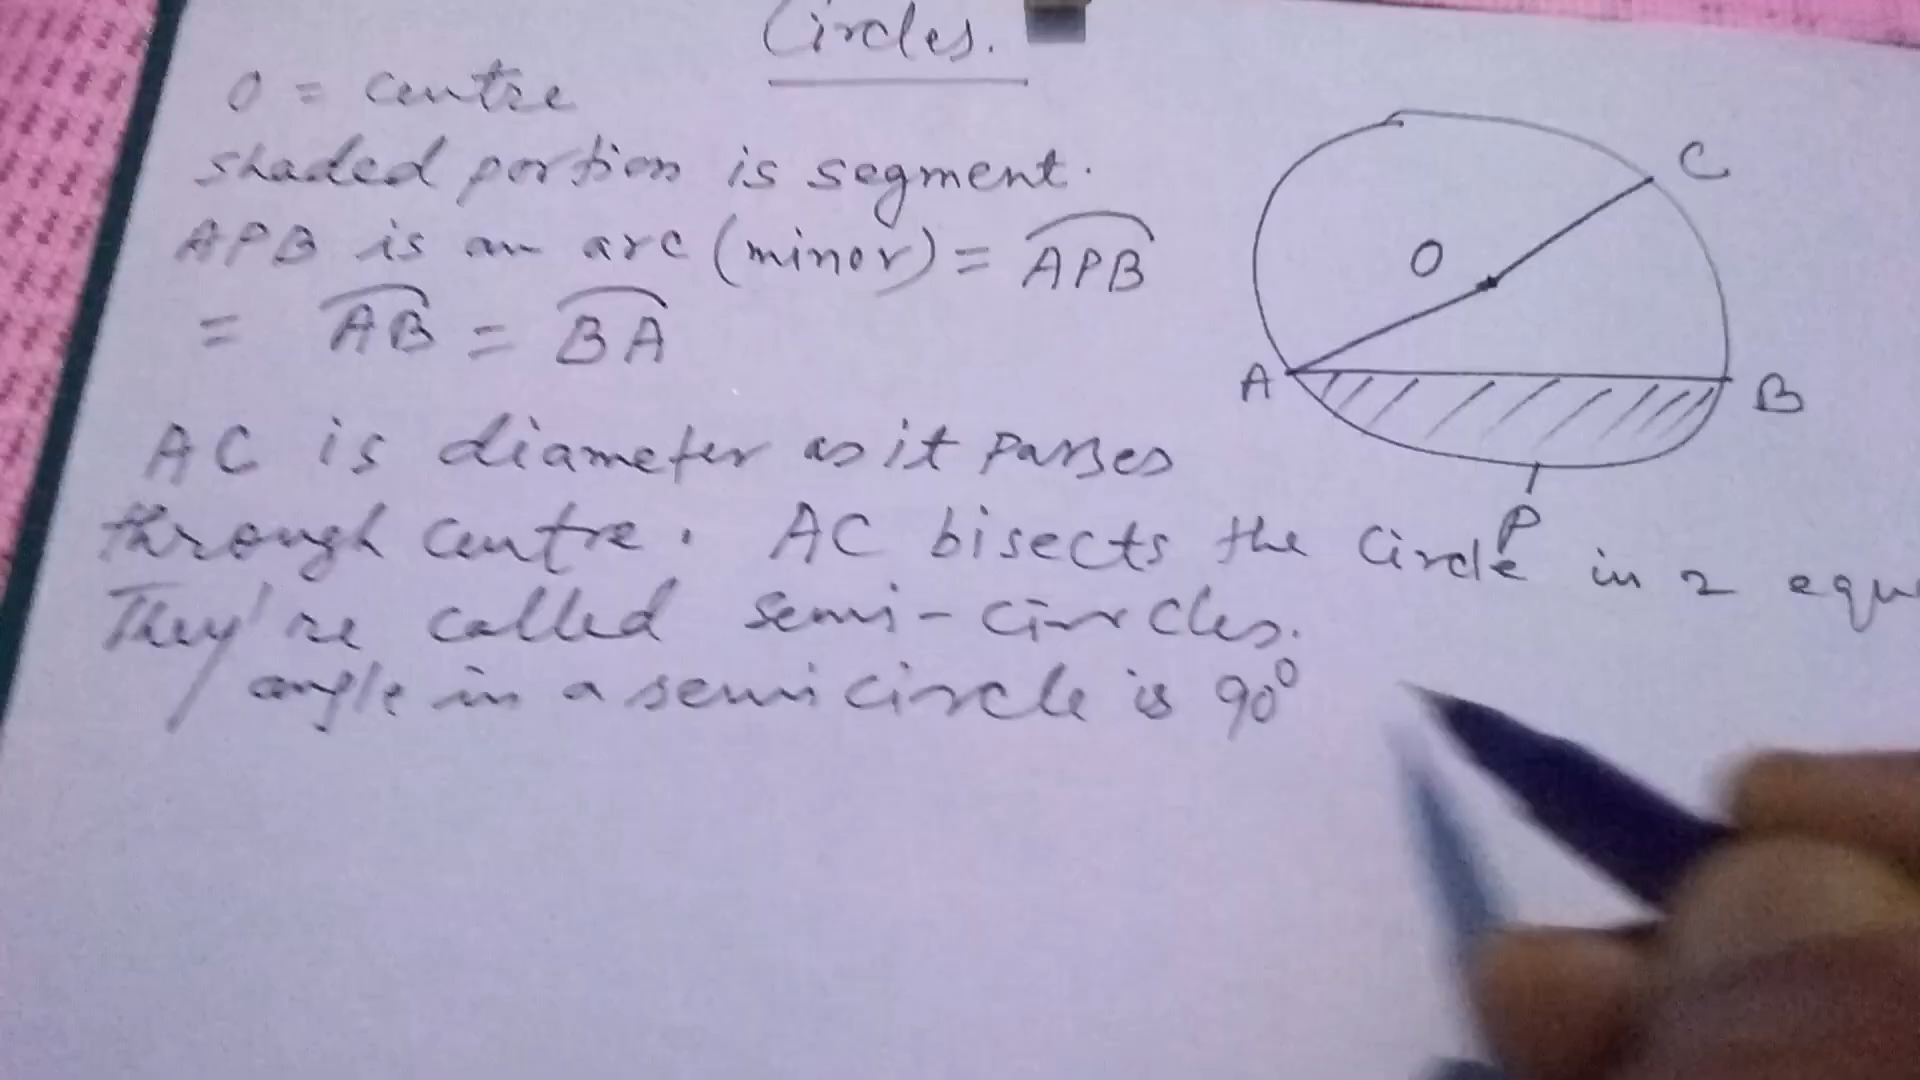 Circles.
O = centre
shaded portion is segment.
APB is an arc (minor) = APB
= AB = BA
AC is diameter as it passes
through centre. AC bisects the circle in 2 equ
They're called semi-circles.
angle in a semicircle is 90°
C
O
A
B
P